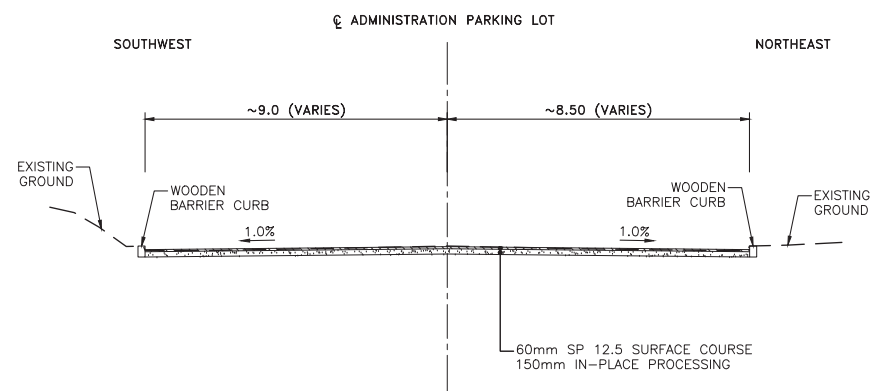 ℄ ADMINISTRATION PARKING LOT
SOUTHWEST
NORTHEAST
~9.0 (VARIES)
~8.50 (VARIES)
EXISTING
GROUND
WOODEN
BARRIER CURB
WOODEN
BARRIER CURB
EXISTING
GROUND
1.0%
1.0%
60mm SP 12.5 SURFACE COURSE
150mm IN-PLACE PROCESSING